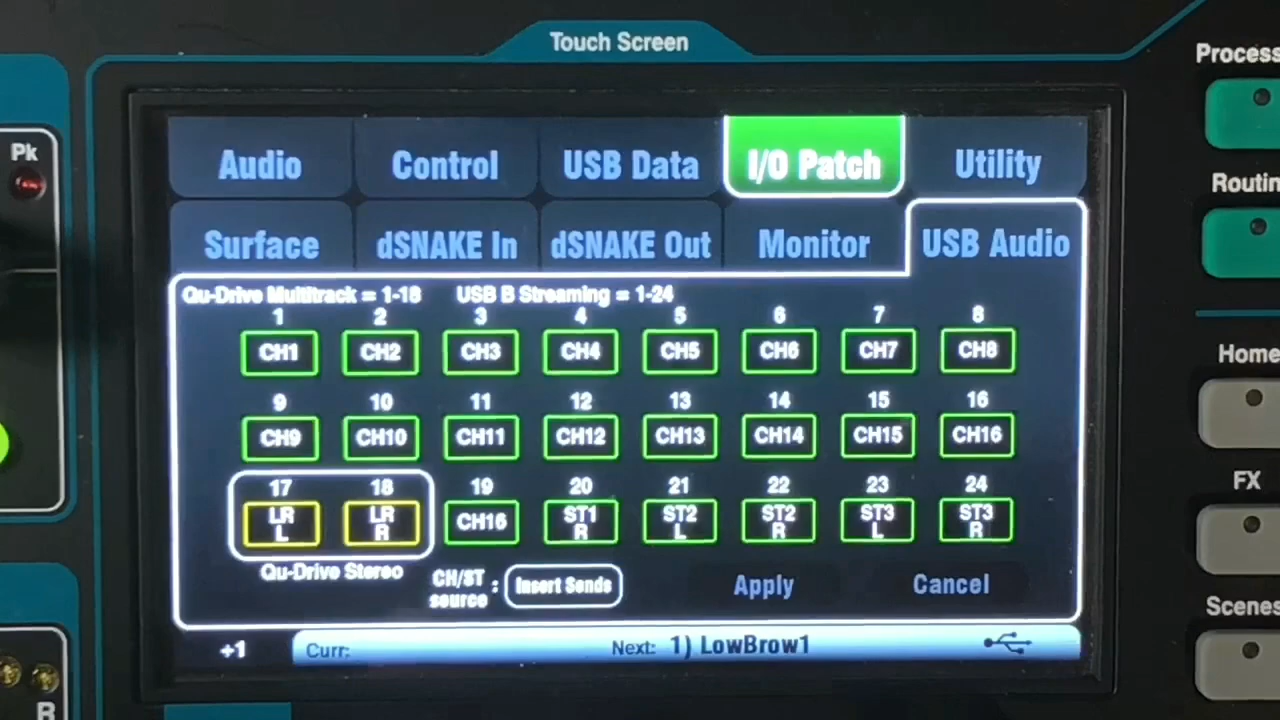 Touch Screen
Process
Pk
Audio Control USB Data I/O Patch Utility
Routin
Surface dSNAKE In dSNAKE Out Monitor USB Audio
Qu-Drive Multitrack = 1-18 USB B Streaming = 1-24
1 2 3 4 5 6 7 8
CH1 CH2 CH3 CH4 CH5 CH6 CH7 CH8
Home
9 10 11 12 13 14 15 16
CH9 CH10 CH11 CH12 CH13 CH14 CH15 CH16
FX
17 18 19 20 21 22 23 24
LR L LR R CH16 ST1 R ST2 L ST2 R ST3 L ST3 R
Qu-Drive Stereo
CH/ST source : Insert Sends Apply Cancel
Scenes
+1 Curr: Next: 1) LowBrow1
R